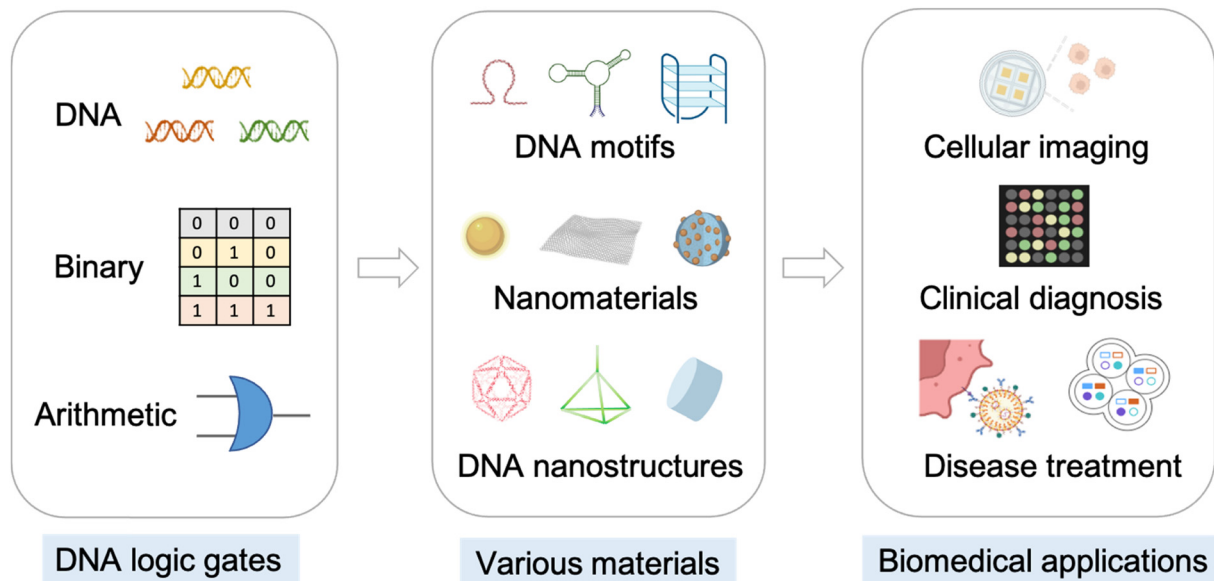 DNA
Binary
0 0 0
0 1 0
1 0 0
1 1 1
Arithmetic
DNA logic gates
DNA motifs
Nanomaterials
DNA nanostructures
Various materials
Cellular imaging
Clinical diagnosis
Disease treatment
Biomedical applications